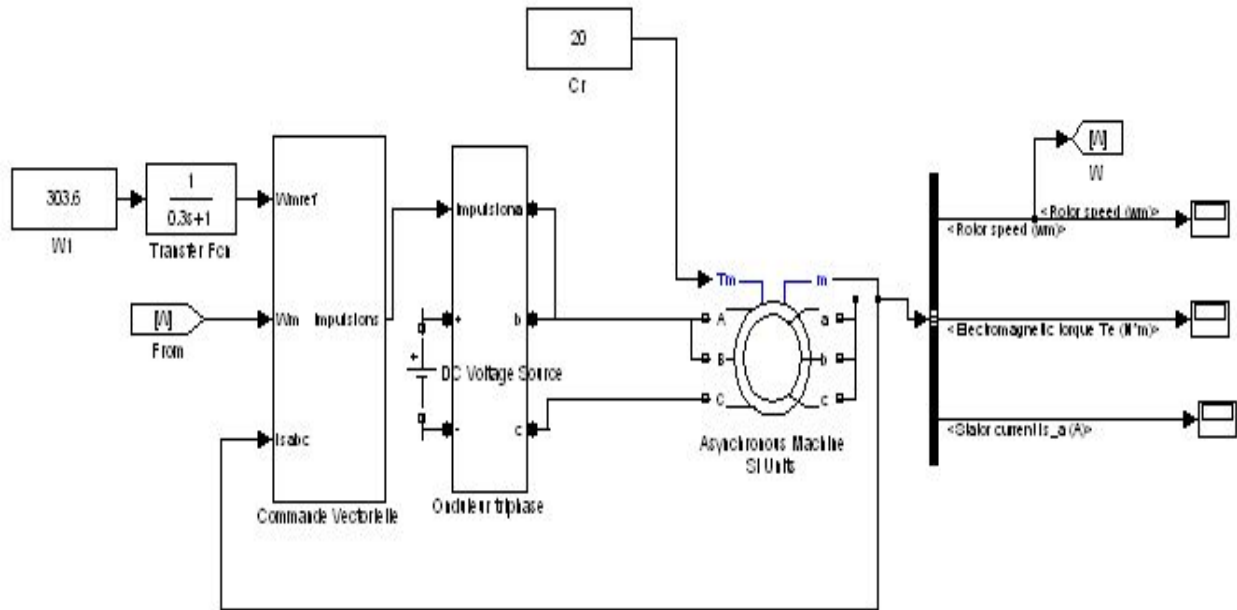 20
Cr
303.6
W1
1
0.3s+1
Transfer Fcn
[W]
From
Wmref
Wm
Impulsions
Isabc
Commande Vectorielle
Impulsions
a
b
c
+
-
+
DC Voltage Source
Onduleur triphase
Tm
m
A
B
C
a
b
c
Asynchronous Machine
SI Units
[W]
W
<Rotor speed (wm)>
<Rotor speed (wm)>
<Electromagnetic torque Te (N*m)>
<Stator current is_a (A)>